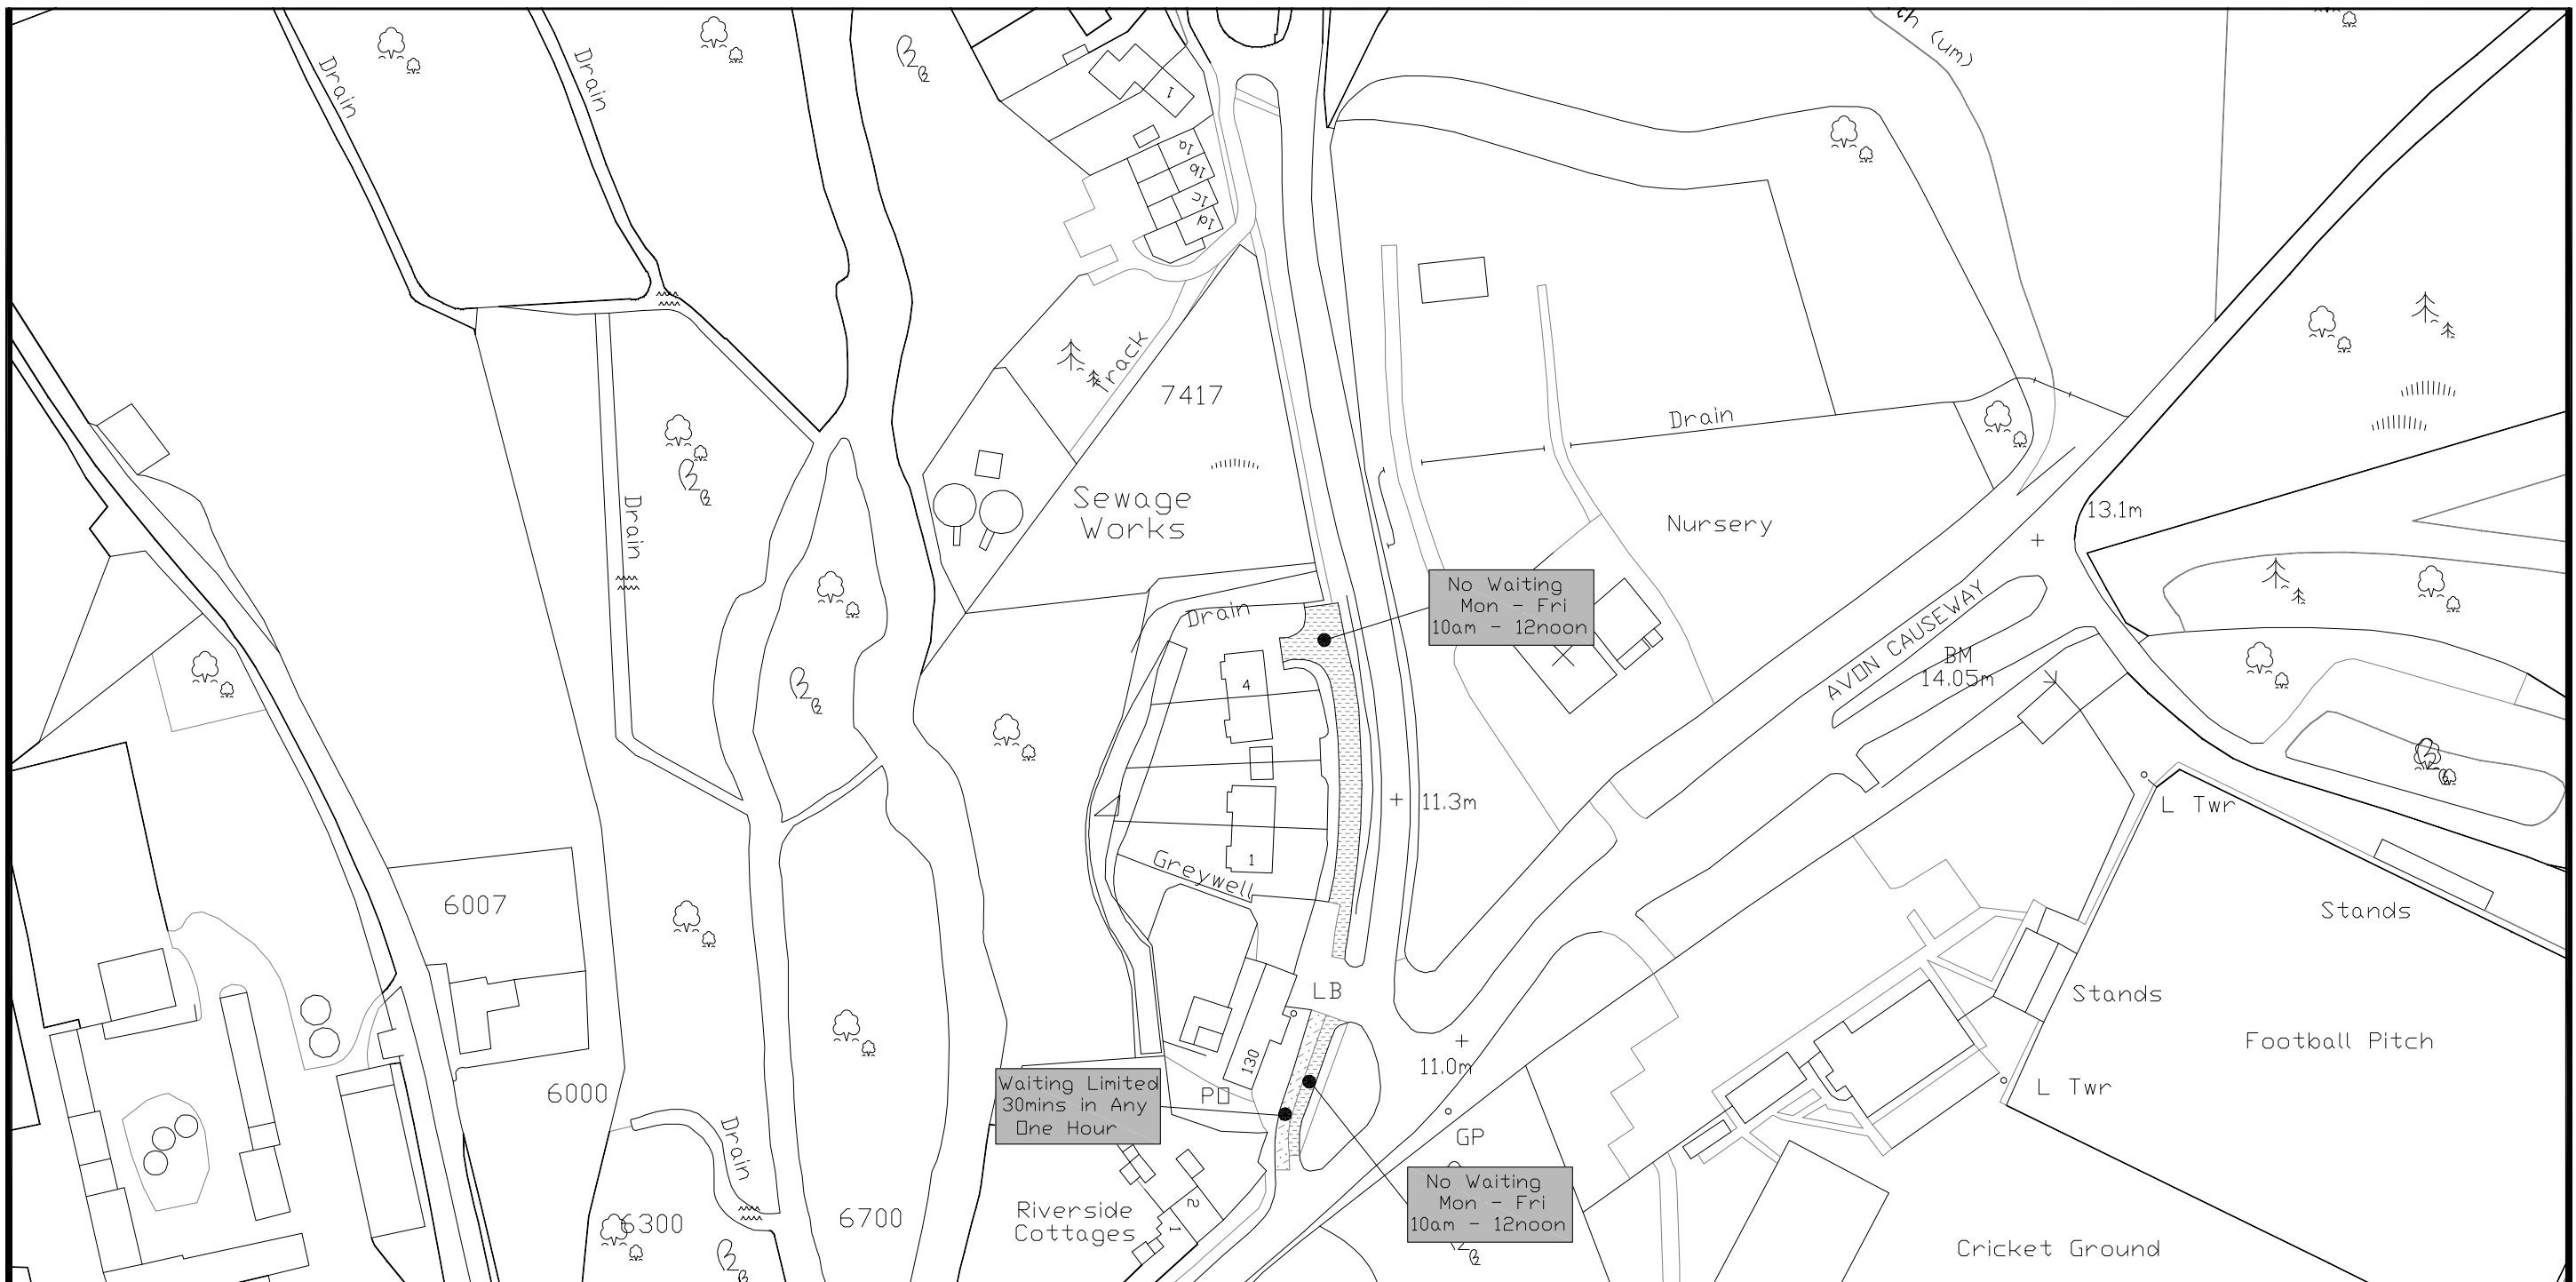 ch (um)
Drain
Drain
1
1a
1b
1c
1d
Track
7417
Drain
Sewage
Works
Nursery
13.1m
Drain
No Waiting
Mon - Fri
10am - 12noon
Drain
AVON CAUSEWAY
BM
14.05m
4
11.3m
L Twr
1
Greywell
6007
Stands
LB
Stands
Football Pitch
11.0m
130
Waiting Limited
30mins in Any
One Hour
PO
L Twr
6000
GP
Drain
No Waiting
Mon - Fri
10am - 12noon
Riverside
Cottages
2
1
6300
6700
Cricket Ground